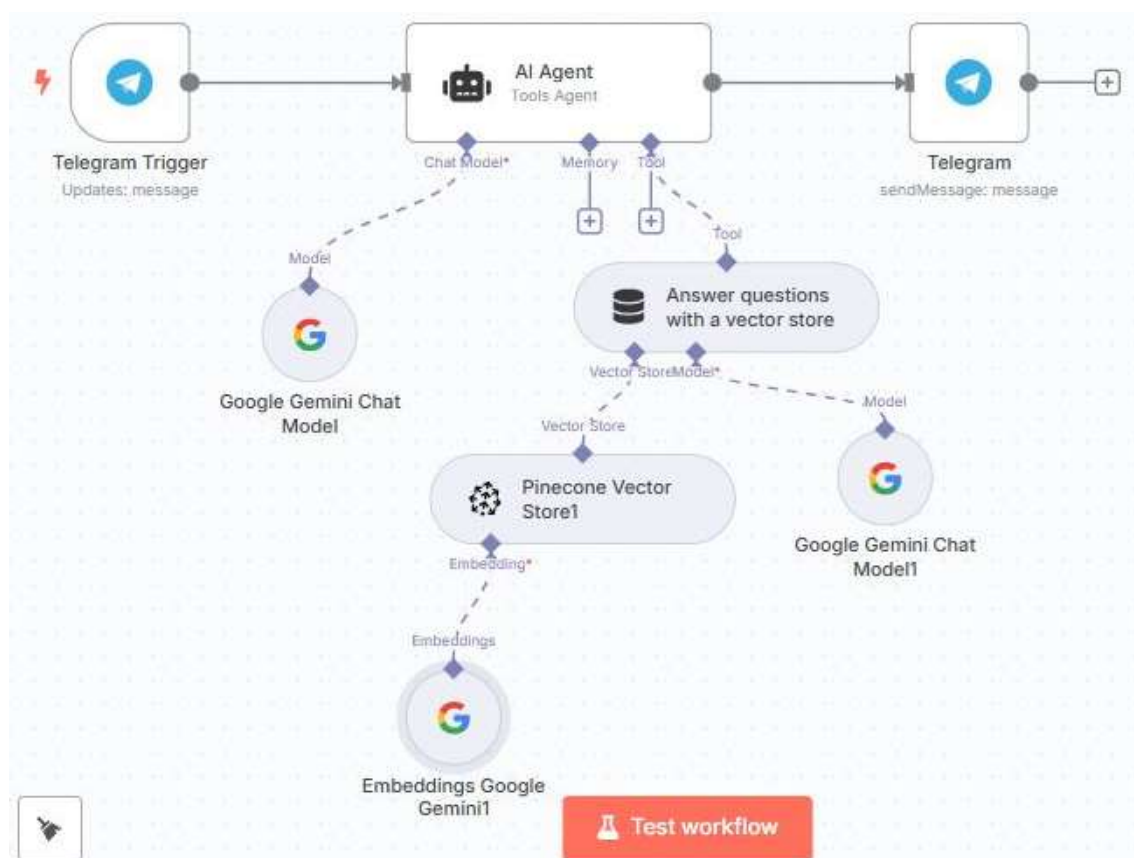 AI Agent
Tools Agent
Telegram Trigger
Updates: message
Chat Model*
Memory
Tool
Telegram
sendMessage: message
Model
Tool
Google Gemini Chat
Model
Answer questions
with a vector store
Vector Store
Model*
Vector Store
Model
Pinecone Vector
Store1
Google Gemini Chat
Model1
Embedding*
Embeddings
Embeddings Google
Gemini1
Test workflow